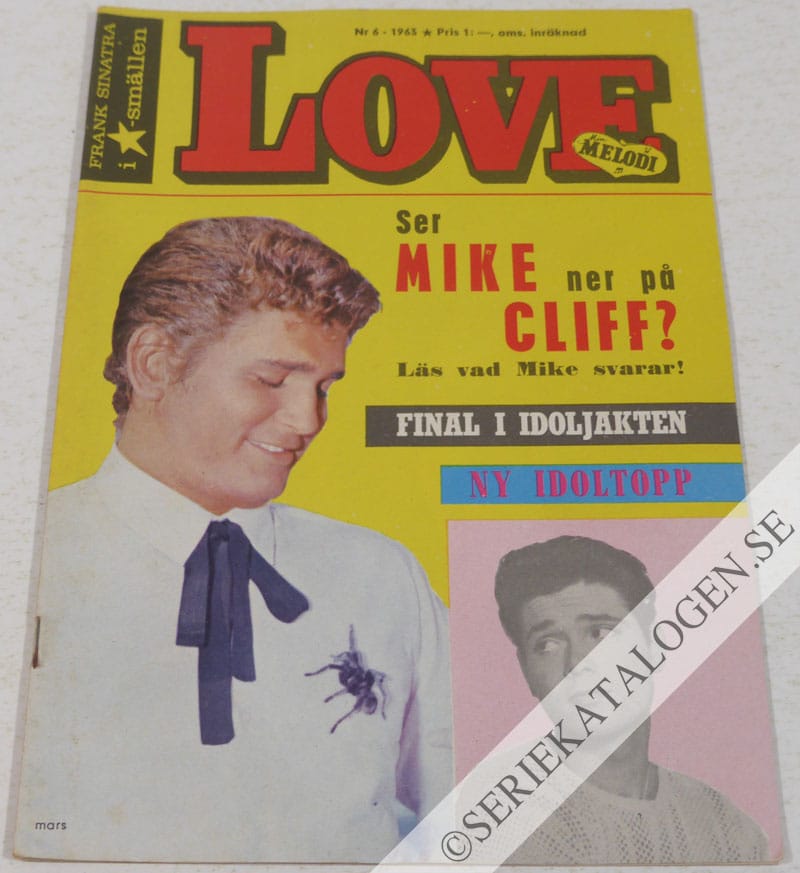 FRANK SINATRA
i ★-smällen
Nr 6 - 1963 ★ Pris 1: —, oms. inräknad
LOVE
MELODI
Ser
MIKE ner på
CLIFF?
Läs vad Mike svarar!
FINAL I IDOLJAKTEN
NY IDOLTOPP
mars
©SERIEKATALOGEN.SE